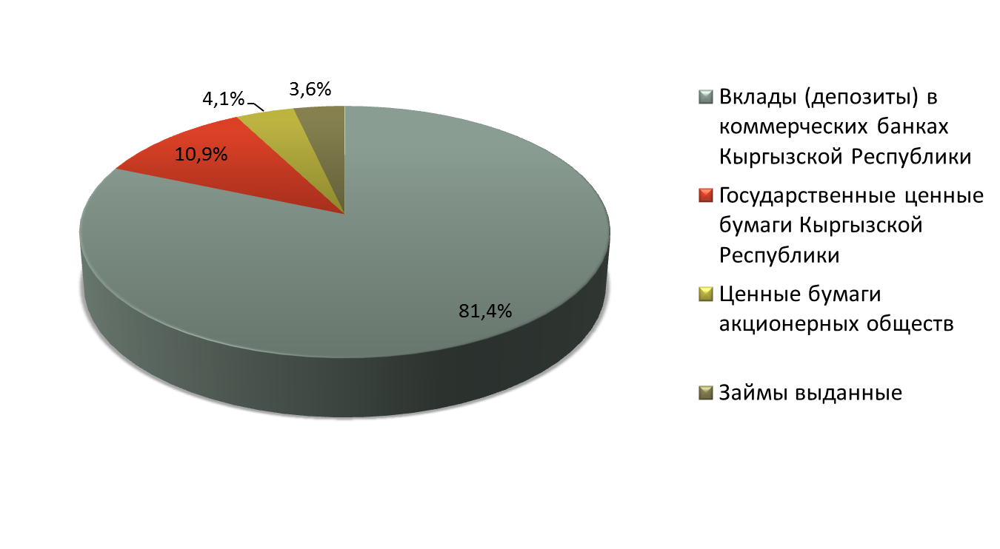 3,6%
4,1%
10,9%
81,4%
Вклады (депозиты) в
коммерческих банках
Кыргызской Республики
Государственные ценные
бумаги Кыргызской
Республики
Ценные бумаги
акционерных обществ
Займы выданные